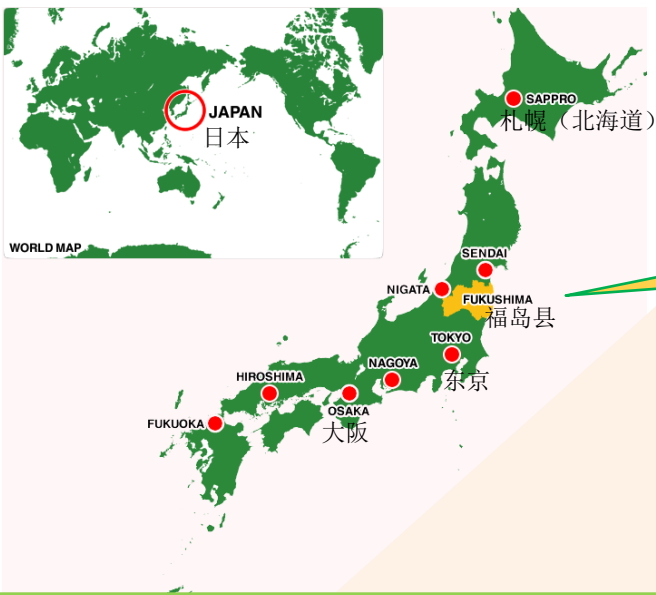 JAPAN
日本
WORLD MAP
SAPPRO
札幌（北海道）
SENDAI
NIGATA
FUKUSHIMA
福岛县
TOKYO
东京
NAGOYA
HIROSHIMA
OSAKA
大阪
FUKUOKA